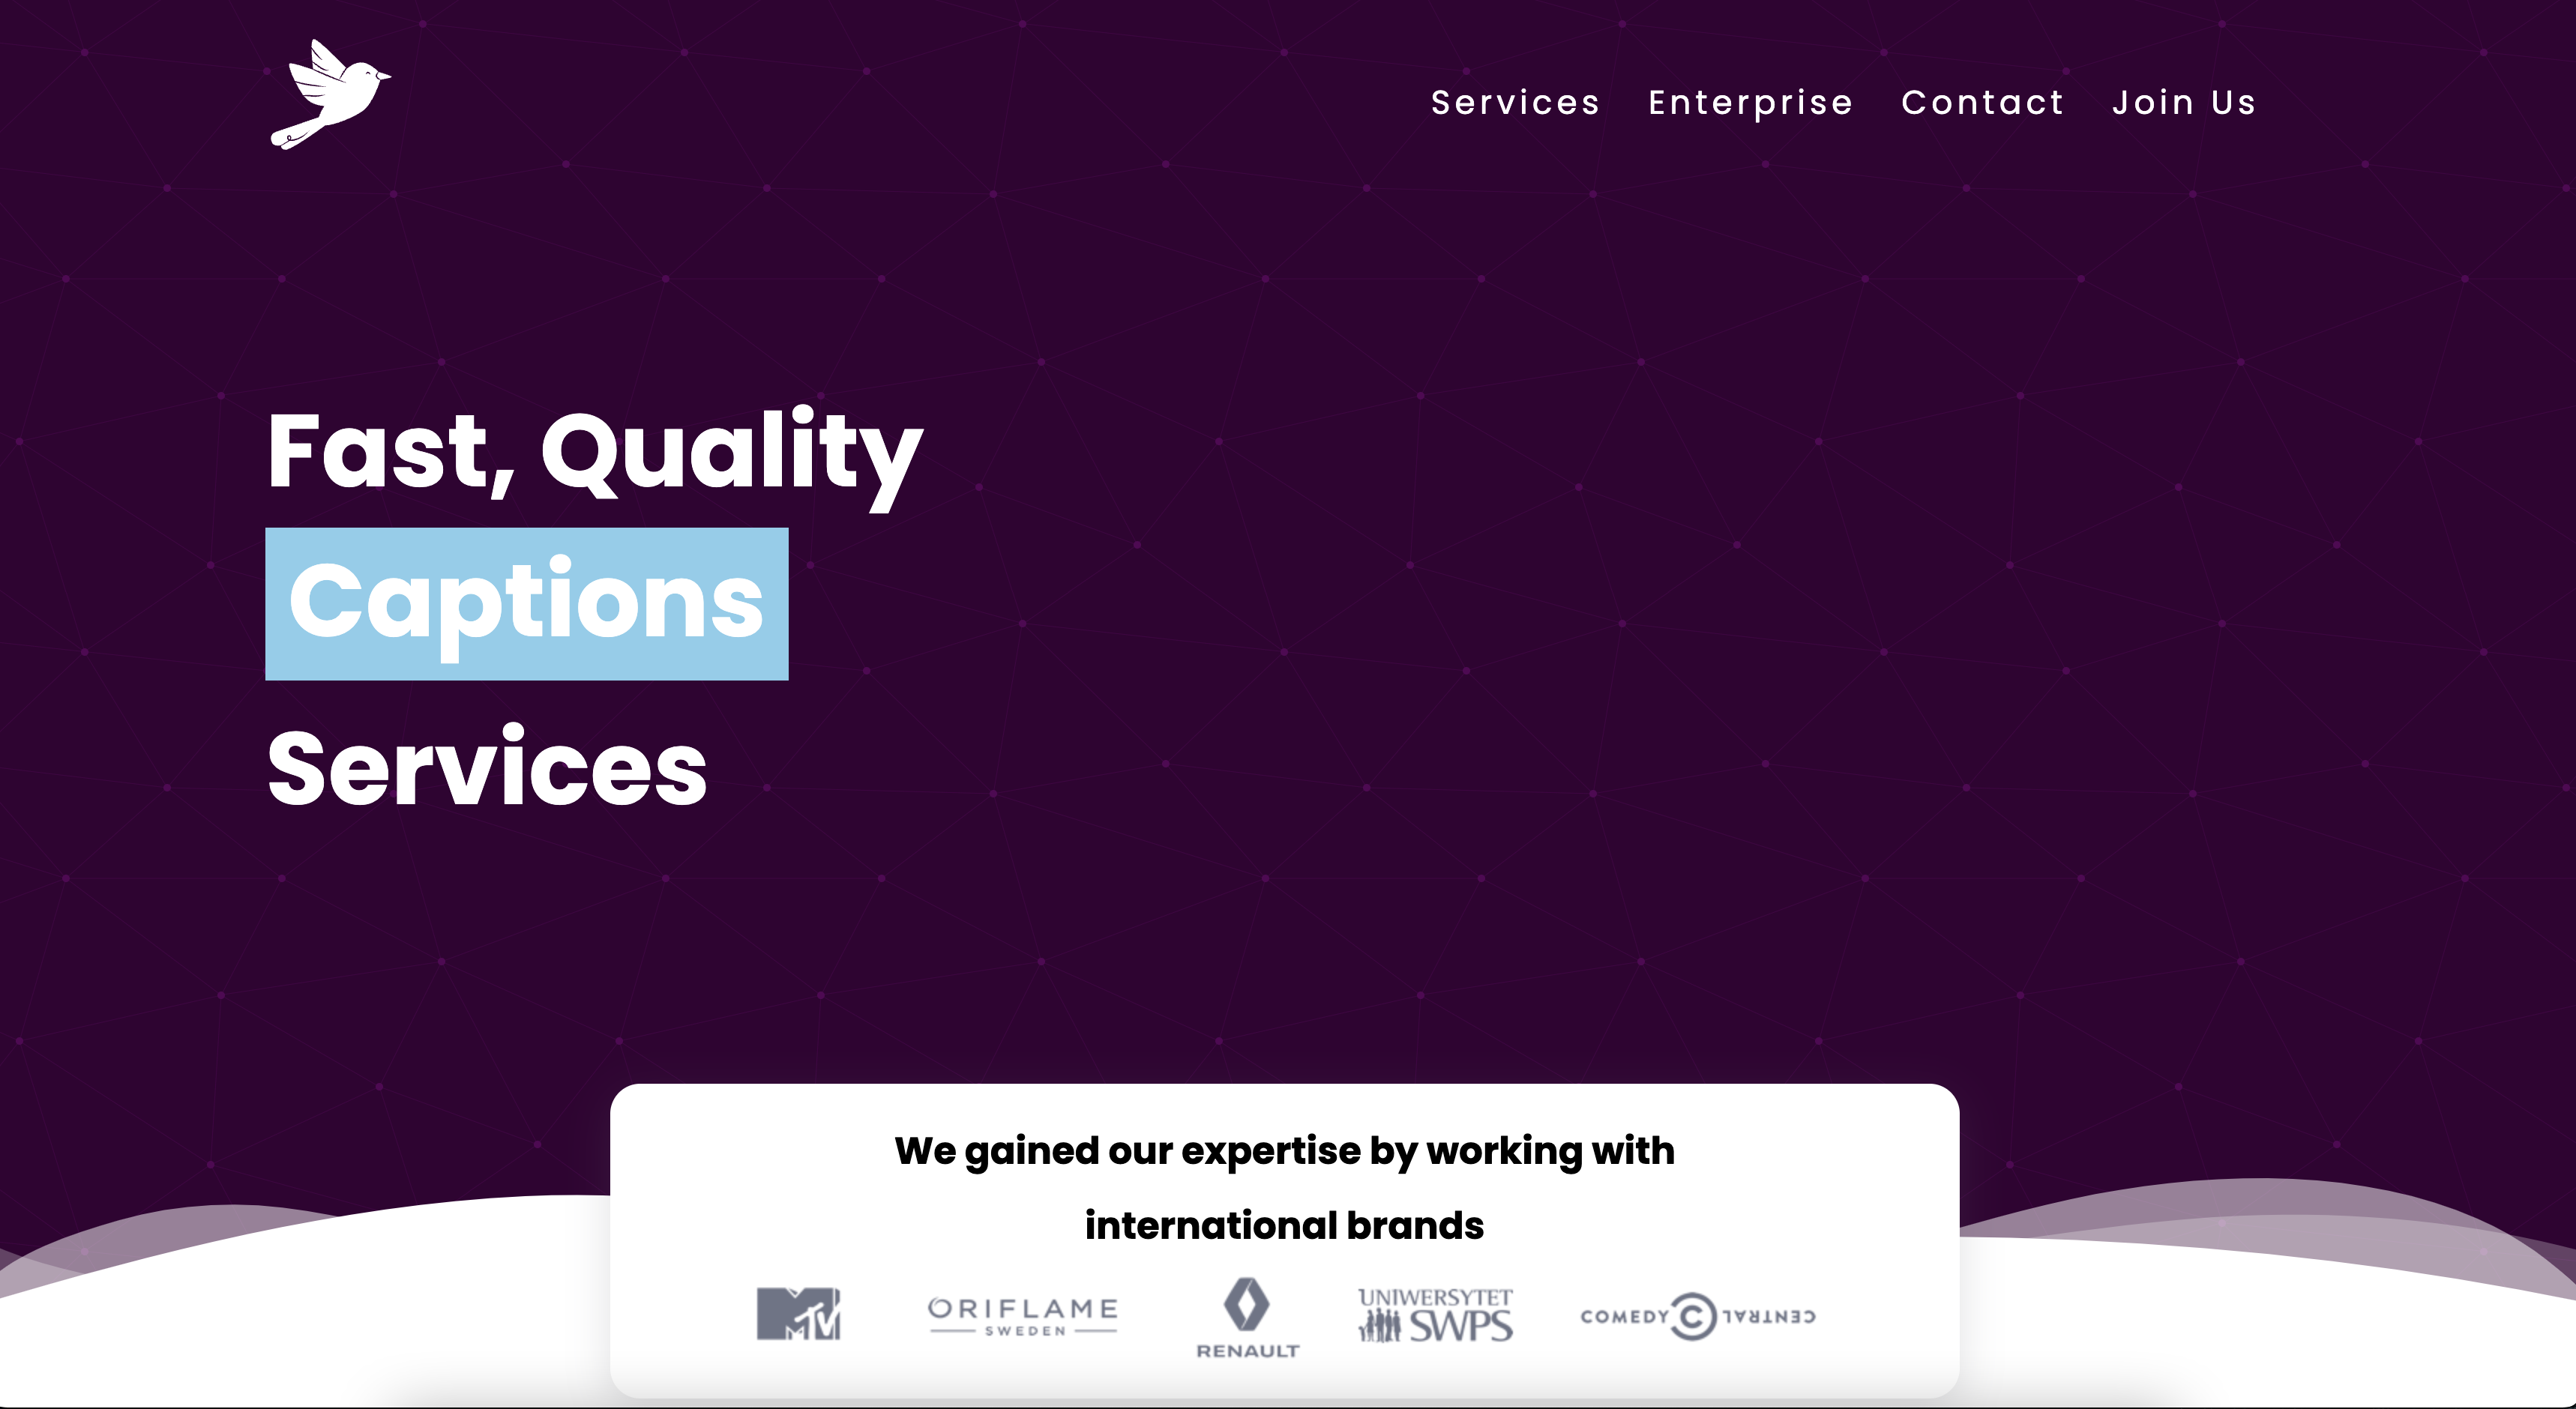 Services Enterprise Contact Join Us
Fast, Quality
Captions
Services
We gained our expertise by working with
international brands
MTV
ORIFLAME
SWEDEN
RENAULT
UNIWERSYTET
SWPS
COMEDY C CENTRAL